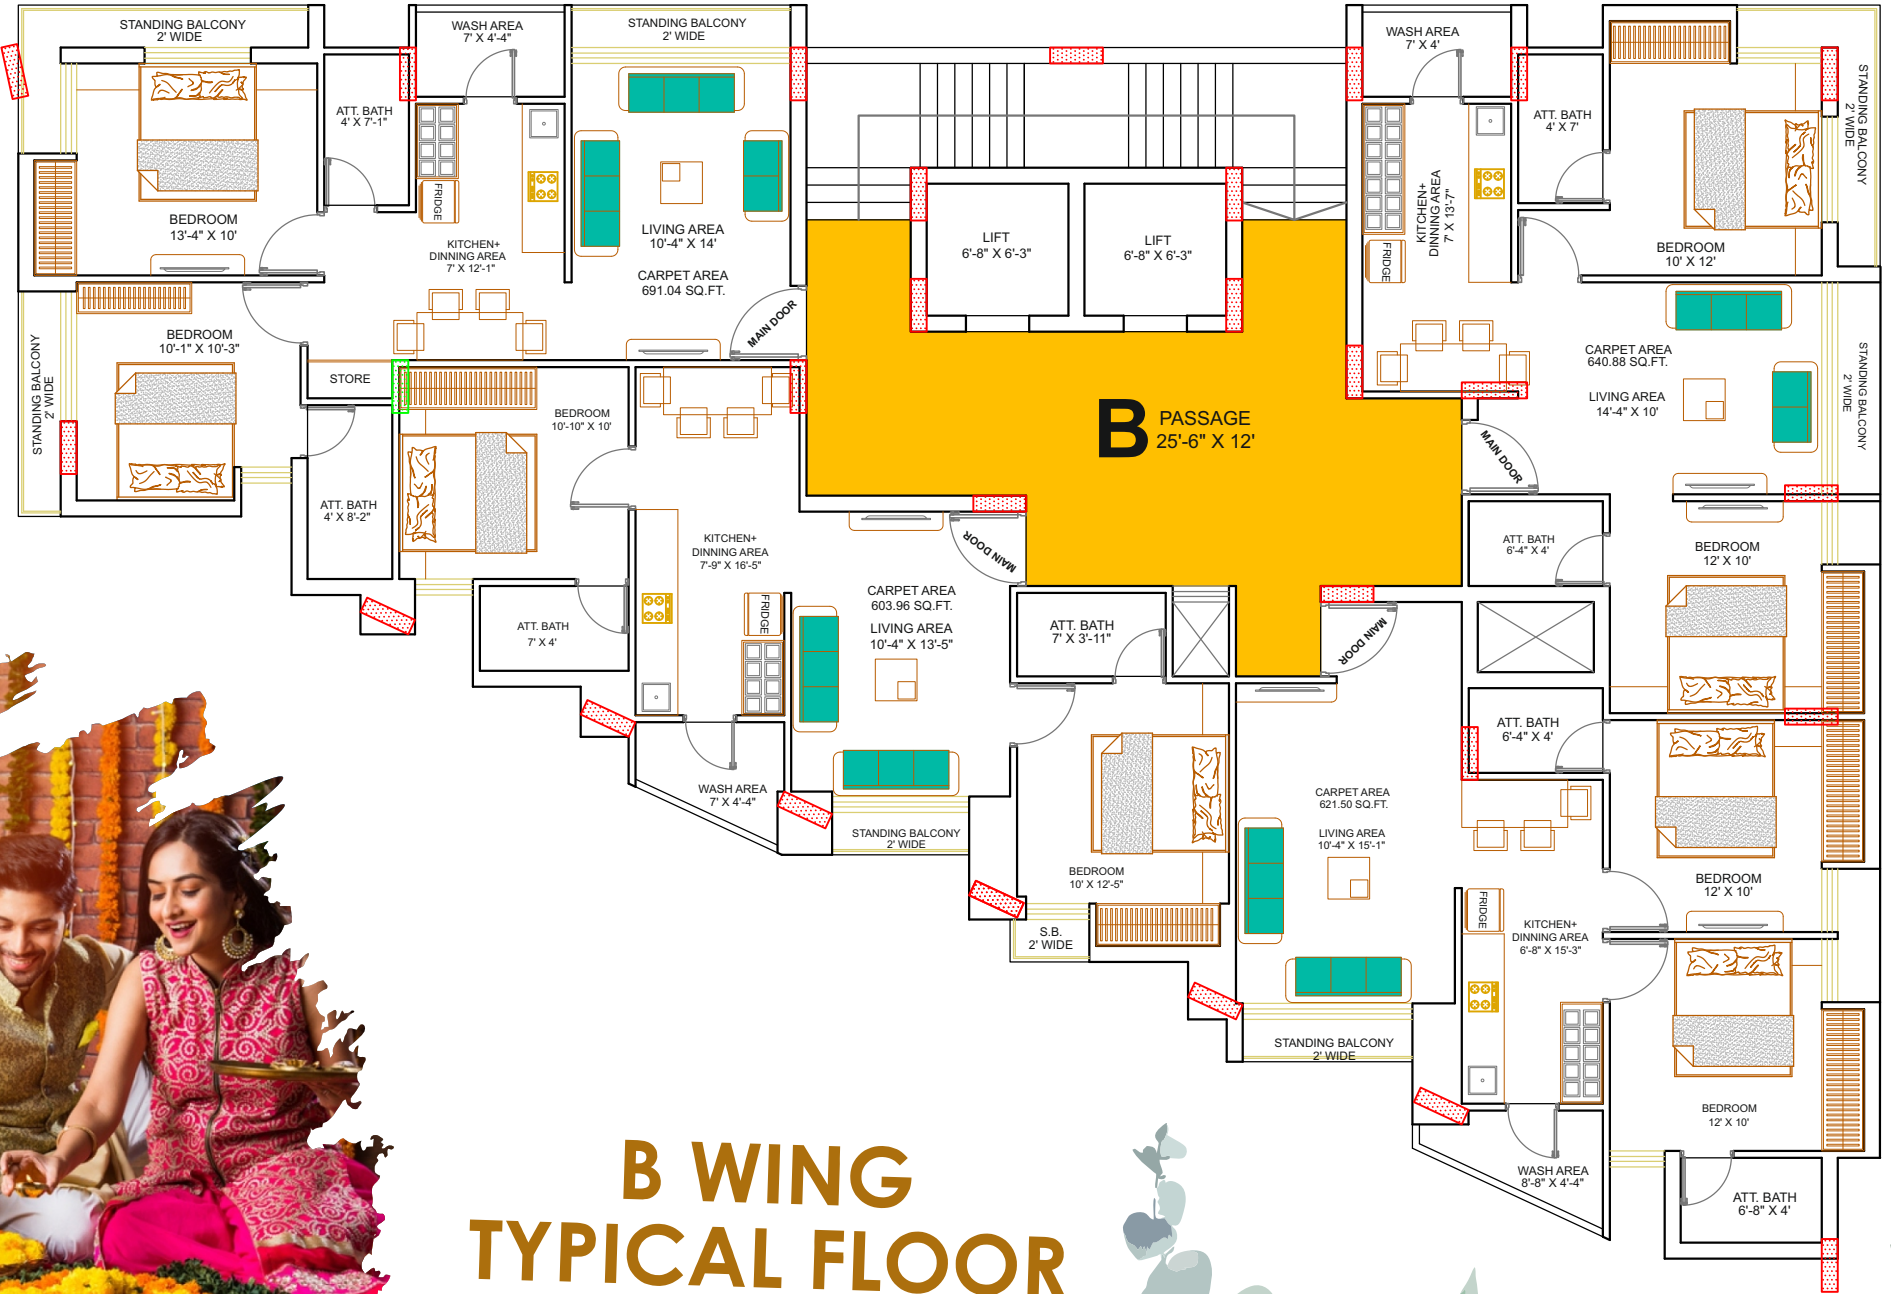 STANDING BALCONY
2' WIDE
WASH AREA
7' X 4'-4"
STANDING BALCONY
2' WIDE
WASH AREA
7' X 4'
ATT. BATH
4' X 7'-1"
ATT. BATH
4' X 7'
STANDING BALCONY
2' WIDE
BEDROOM
13'-4" X 10'
FRIDGE
KITCHEN+
DINNING AREA
7' X 12'-1"
LIVING AREA
10'-4" X 14'
CARPET AREA
691.04 SQ.FT.
MAIN DOOR
LIFT
6'-8" X 6'-3"
LIFT
6'-8" X 6'-3"
KITCHEN+
DINNING AREA
7' X 13'-7"
FRIDGE
BEDROOM
10' X 12'
STANDING BALCONY
2' WIDE
BEDROOM
10'-1" X 10'-3"
STORE
CARPET AREA
640.88 SQ.FT.
LIVING AREA
14'-4" X 10'
STANDING BALCONY
2' WIDE
MAIN DOOR
B
PASSAGE
25'-6" X 12'
BEDROOM
10'-10" X 10'
ATT. BATH
4' X 8'-2"
KITCHEN+
DINNING AREA
7'-9" X 16'-5"
MAIN DOOR
ATT. BATH
6'-4" X 4'
BEDROOM
12' X 10'
CARPET AREA
603.96 SQ.FT.
LIVING AREA
10'-4" X 13'-5"
FRIDGE
ATT. BATH
7' X 4'
ATT. BATH
7' X 3'-11"
MAIN DOOR
ATT. BATH
6'-4" X 4'
WASH AREA
7' X 4'-4"
STANDING BALCONY
2' WIDE
CARPET AREA
621.50 SQ.FT.
LIVING AREA
10'-4" X 15'-1"
BEDROOM
10' X 12'-5"
BEDROOM
12' X 10'
FRIDGE
S.B.
2' WIDE
KITCHEN+
DINNING AREA
6'-8" X 15'-3"
STANDING BALCONY
2' WIDE
BEDROOM
12' X 10'
WASH AREA
8'-8" X 4'-4"
ATT. BATH
6'-8" X 4'
B WING
TYPICAL FLOOR